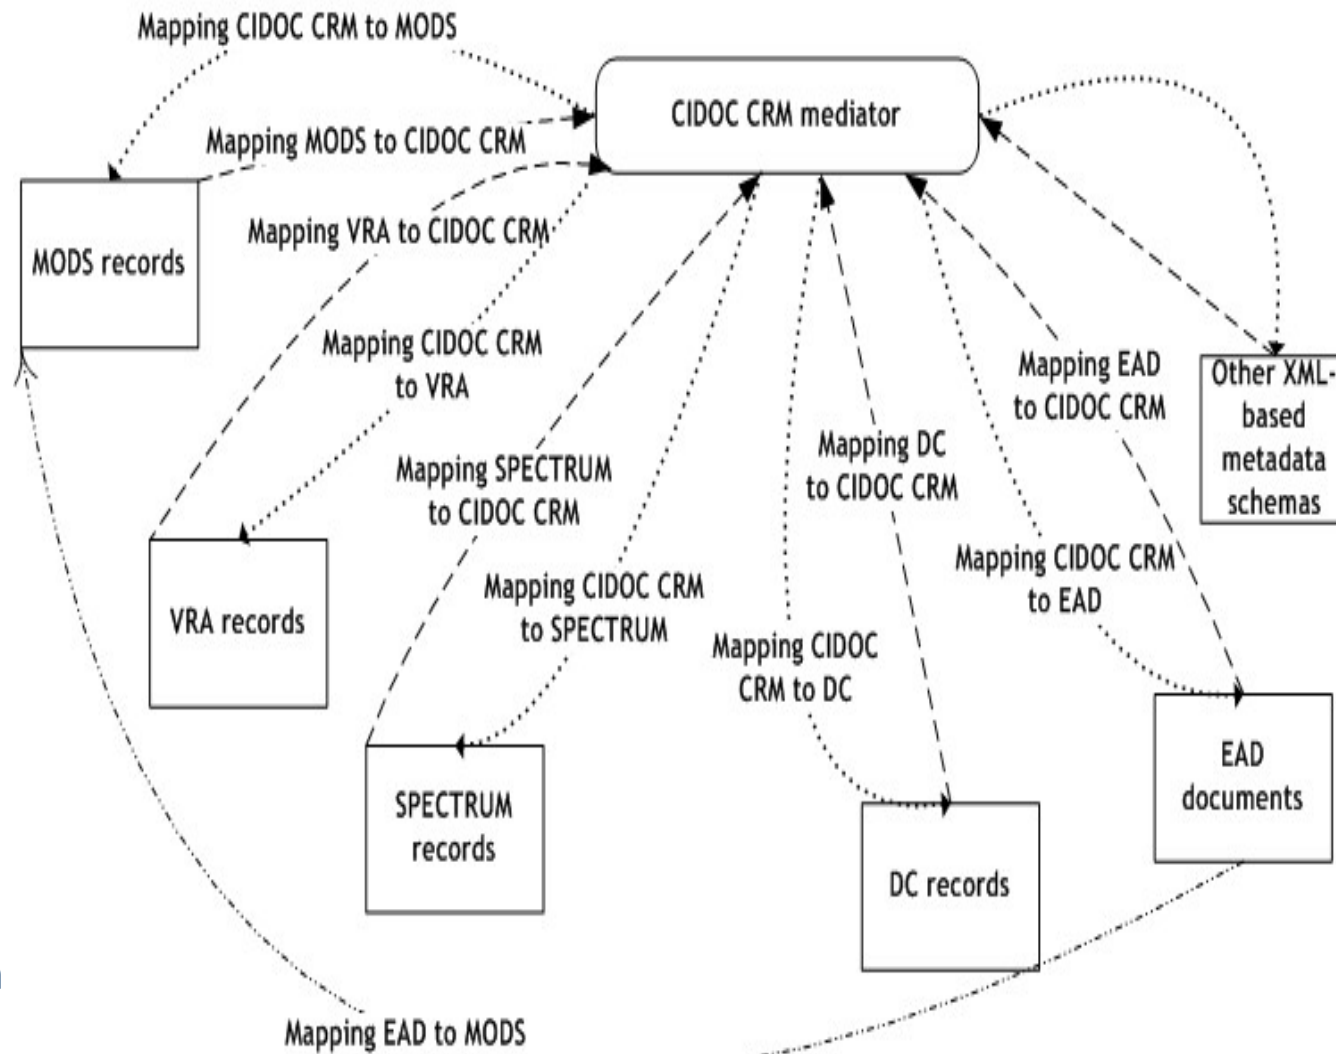 Mapping CIDOC CRM to MODS
CIDOC CRM mediator
Mapping MODS to CIDOC CRM
Mapping VRA to CIDOC CRM
MODS records
Mapping CIDOC CRM
to VRA
Mapping EAD
to CIDOC CRM
Other XML-
based
metadata
schemas
Mapping DC
to CIDOC CRM
Mapping SPECTRUM
to CIDOC CRM
Mapping CIDOC CRM
to EAD
Mapping CIDOC CRM
to SPECTRUM
VRA records
Mapping CIDOC
CRM to DC
EAD
documents
SPECTRUM
records
DC records
Mapping EAD to MODS